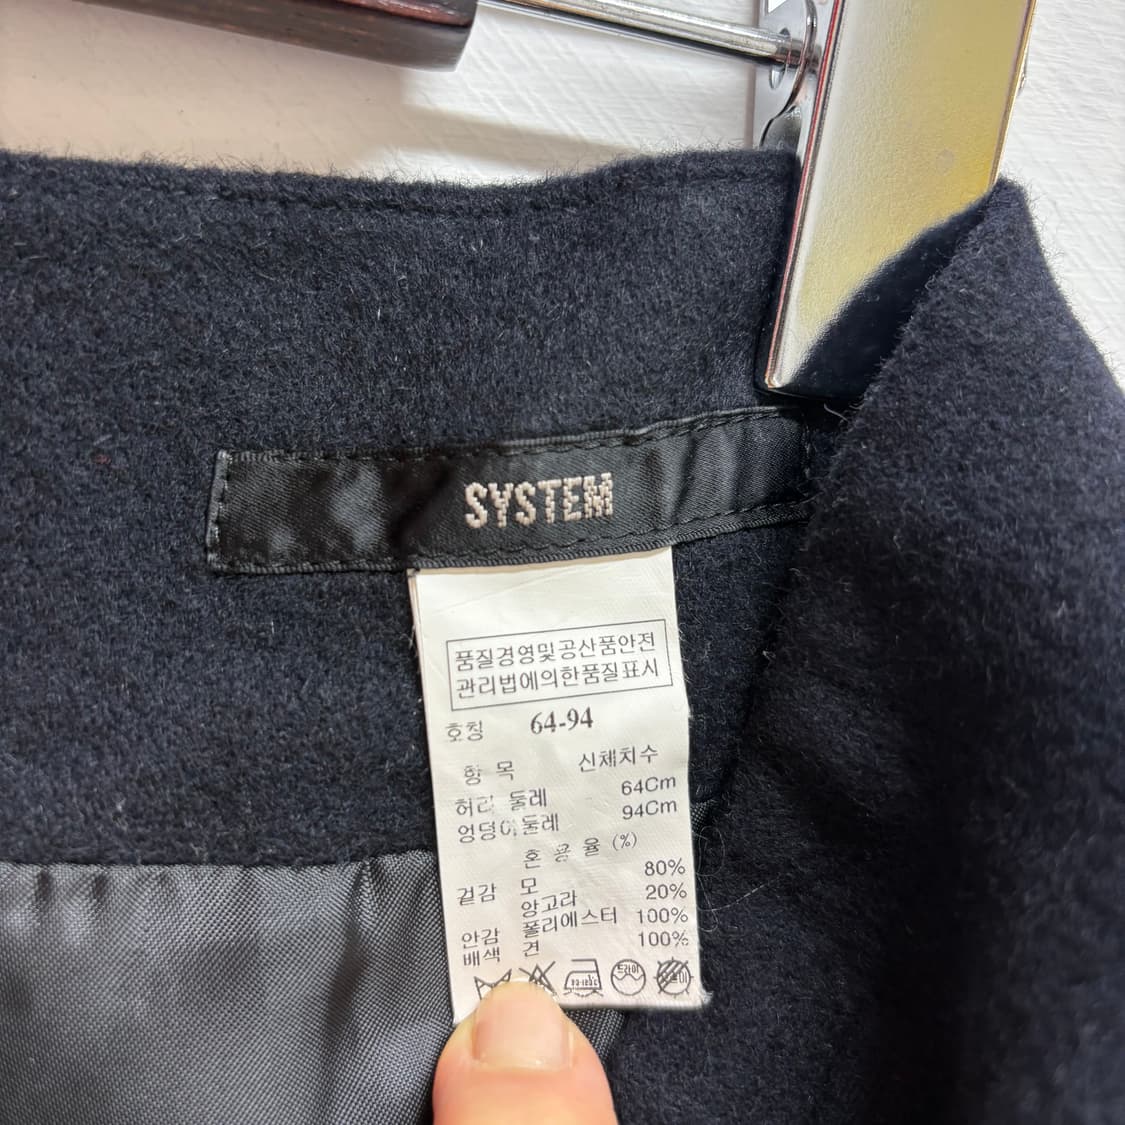 SYSTEM
품질경영및공산품안전
관리법에의한품질표시
호칭 64-94
항 목 신체치수
허리 둘레 64Cm
엉덩이둘레 94Cm
혼 용 율 (%)
겉감 모 80%
앙고라 20%
안감 폴리에스터 100%
배색 견 100%
드라이